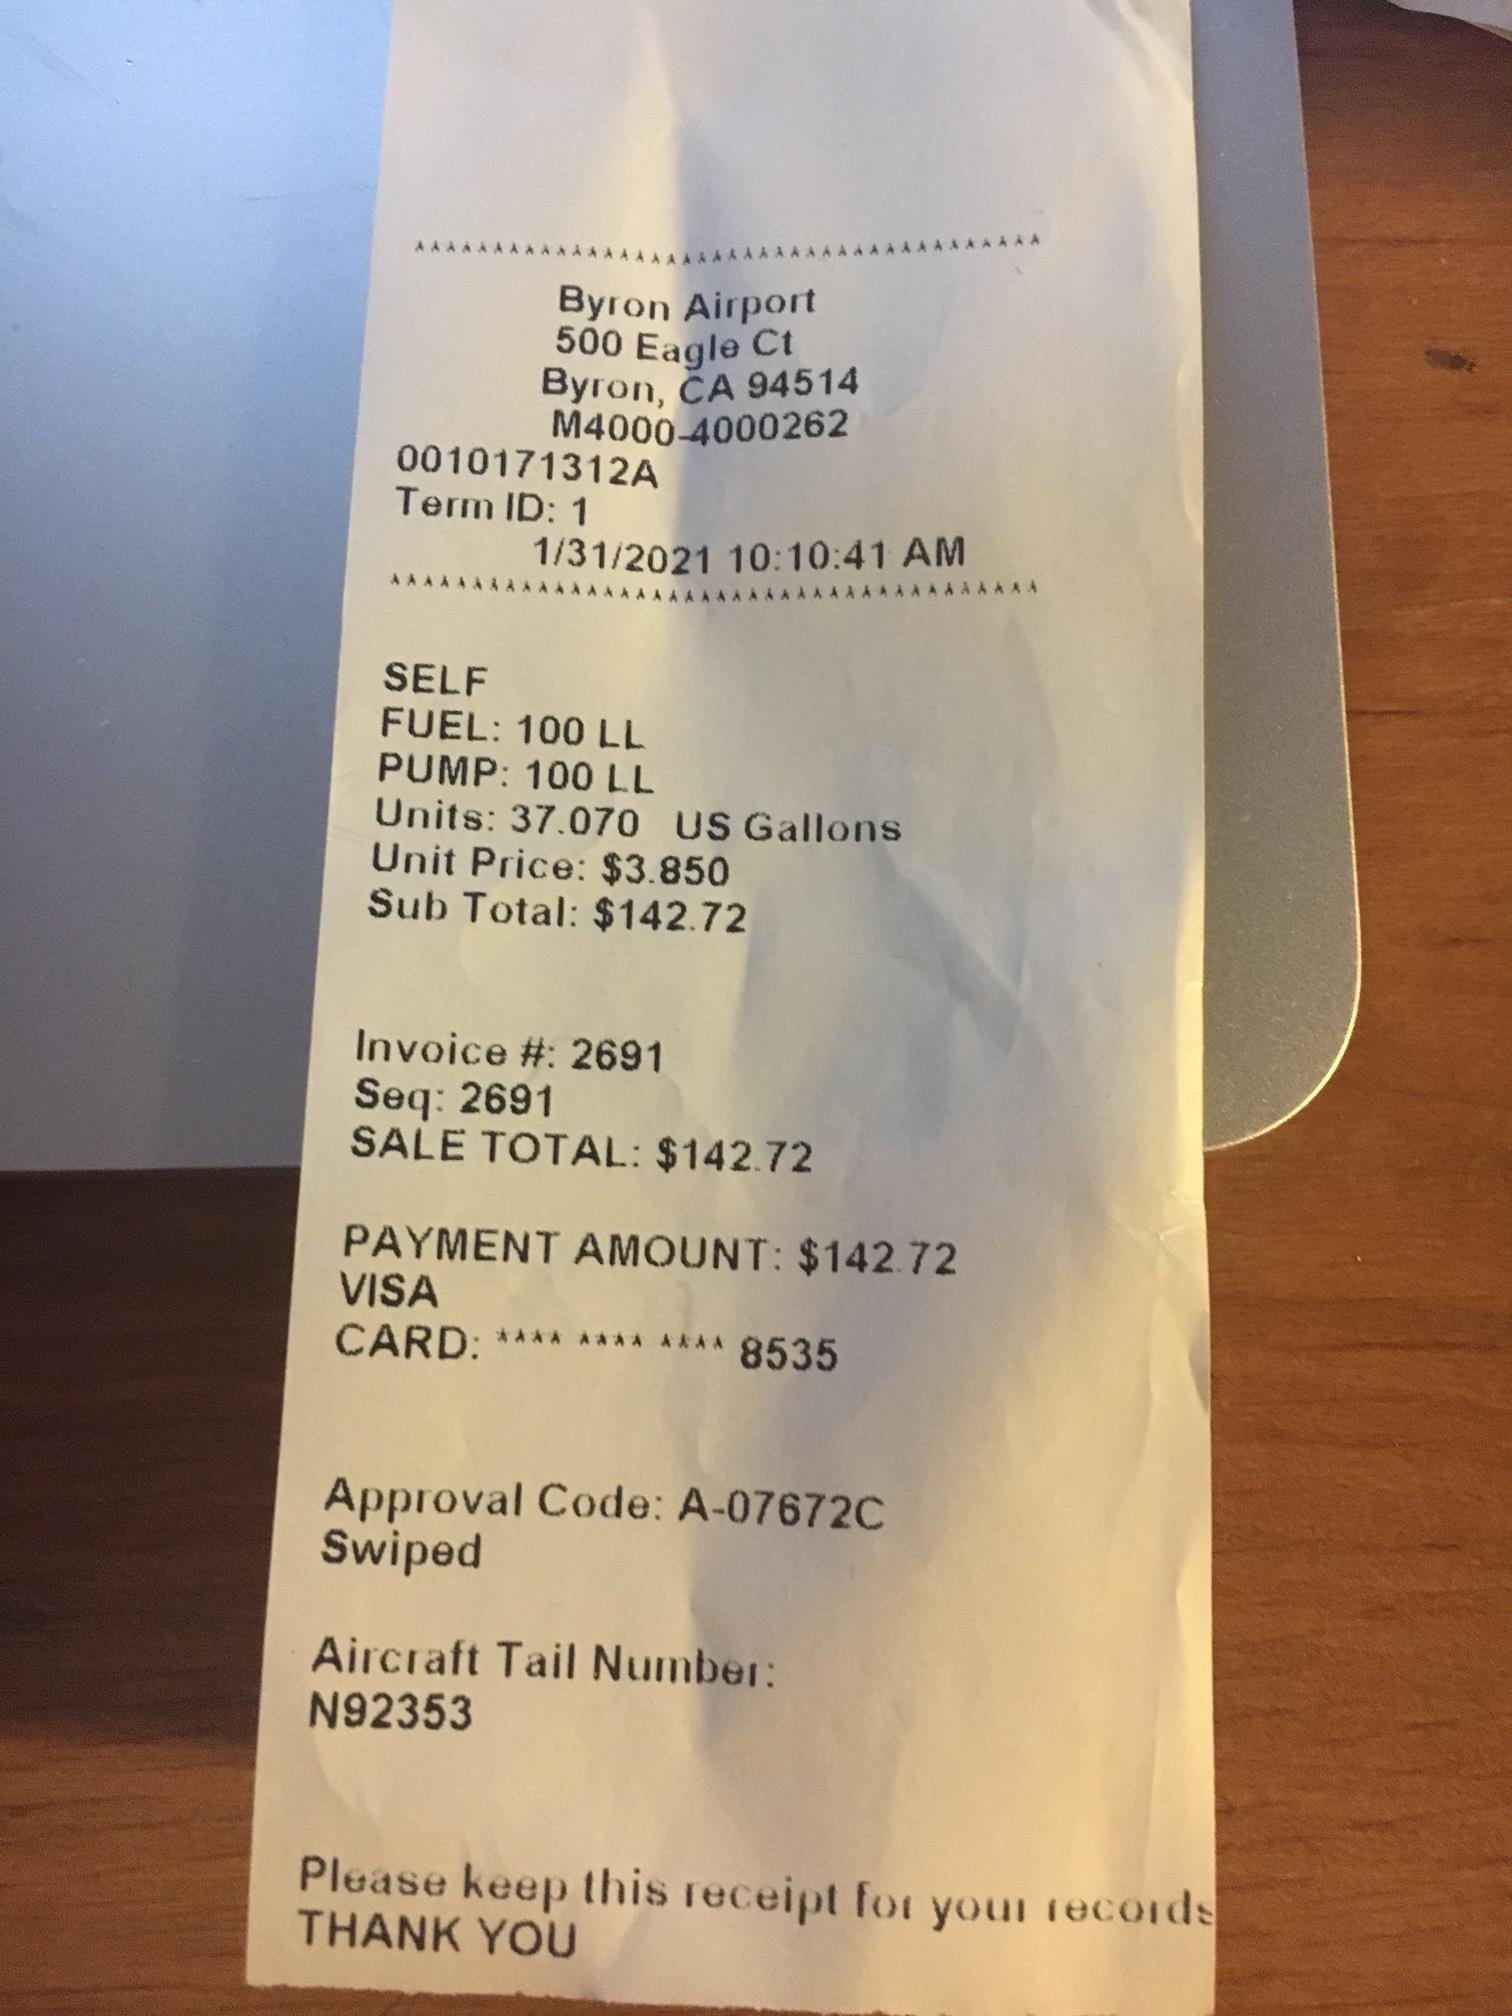 ****************************************
Byron Airport
500 Eagle Ct
Byron, CA 94514
M4000-4000262
0010171312A
Term ID: 1
1/31/2021 10:10:41 AM
****************************************
SELF
FUEL: 100 LL
PUMP: 100 LL
Units: 37.070 US Gallons
Unit Price: $3.850
Sub Total: $142.72
Invoice #: 2691
Seq: 2691
SALE TOTAL: $142.72
PAYMENT AMOUNT: $142.72
VISA
CARD: **** **** **** 8535
Approval Code: A-07672C
Swiped
Aircraft Tail Number:
N92353
Please keep this receipt for your records
THANK YOU